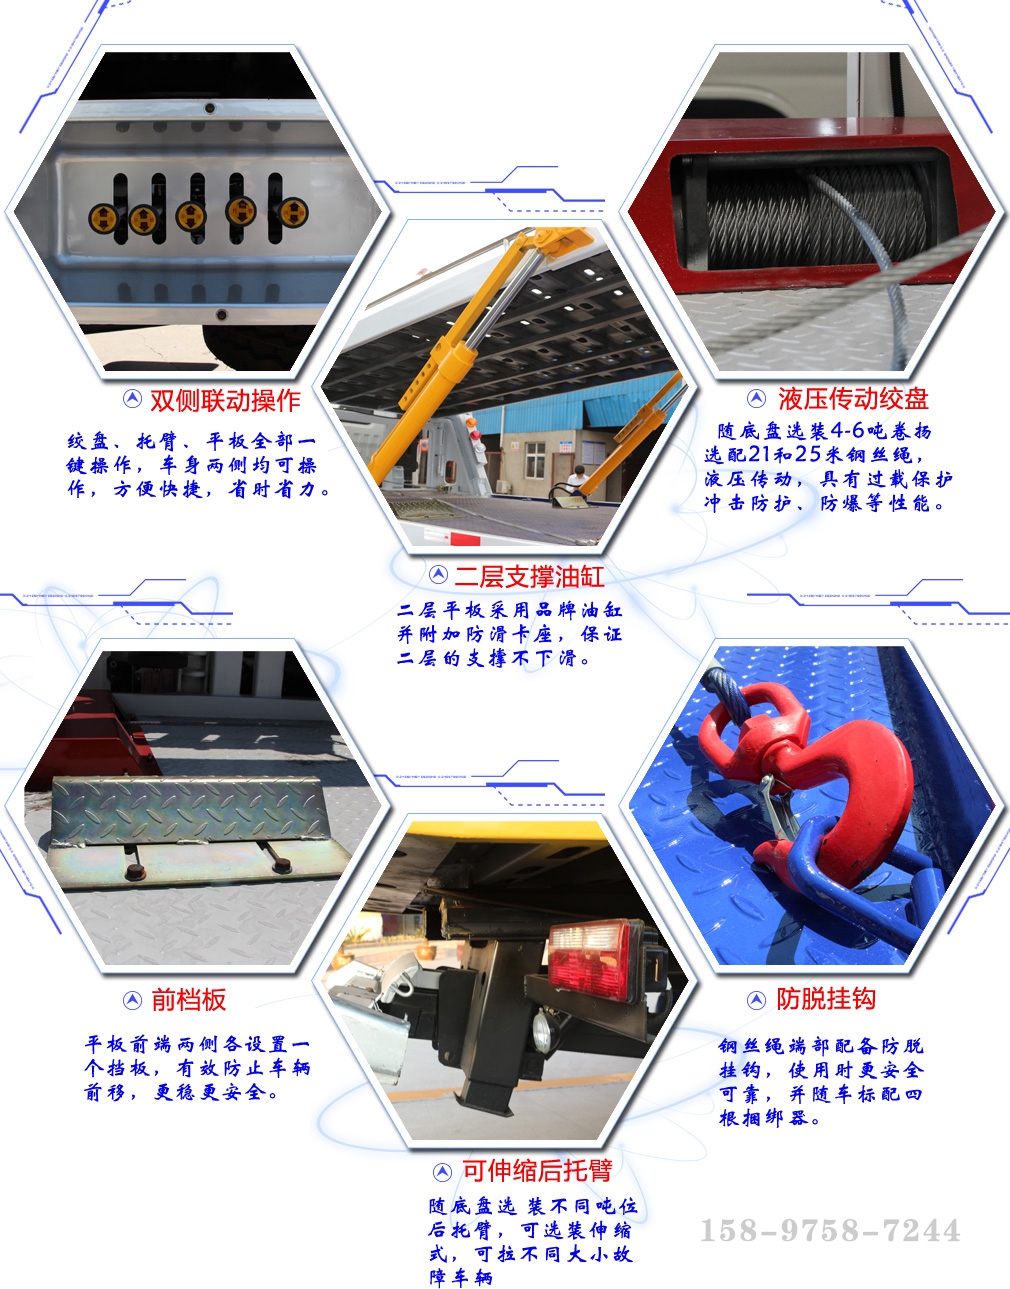 双侧联动操作
绞盘、托臂、平板全部一
键操作，车身两侧均可操
作，方便快捷，省时省力。
液压传动绞盘
随底盘选装4-6吨卷扬
选配21和25米钢丝绳，
液压传动，具有过载保护
冲击防护、防爆等性能。
二层支撑油缸
二层平板采用品牌油缸
并附加防滑卡座，保证
二层的支撑不下滑。
前档板
平板前端两侧各设置一
个挡板，有效防止车辆
前移，更稳更安全。
防脱挂钩
钢丝绳端部配备防脱
挂钩，使用时更安全
可靠，并随车标配四
根捆绑器。
可伸缩后托臂
随底盘选 装不同吨位
后托臂，可选装伸缩
式，可拉不同大小故
障车辆
158-9758-7244